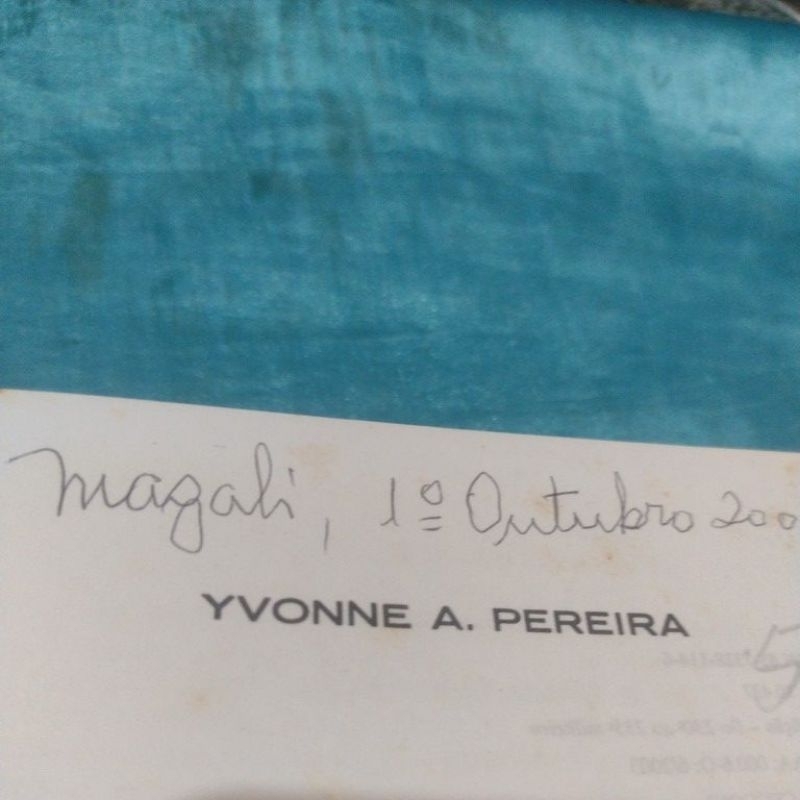 Magali, 1º Outubro 200
YVONNE A. PEREIRA